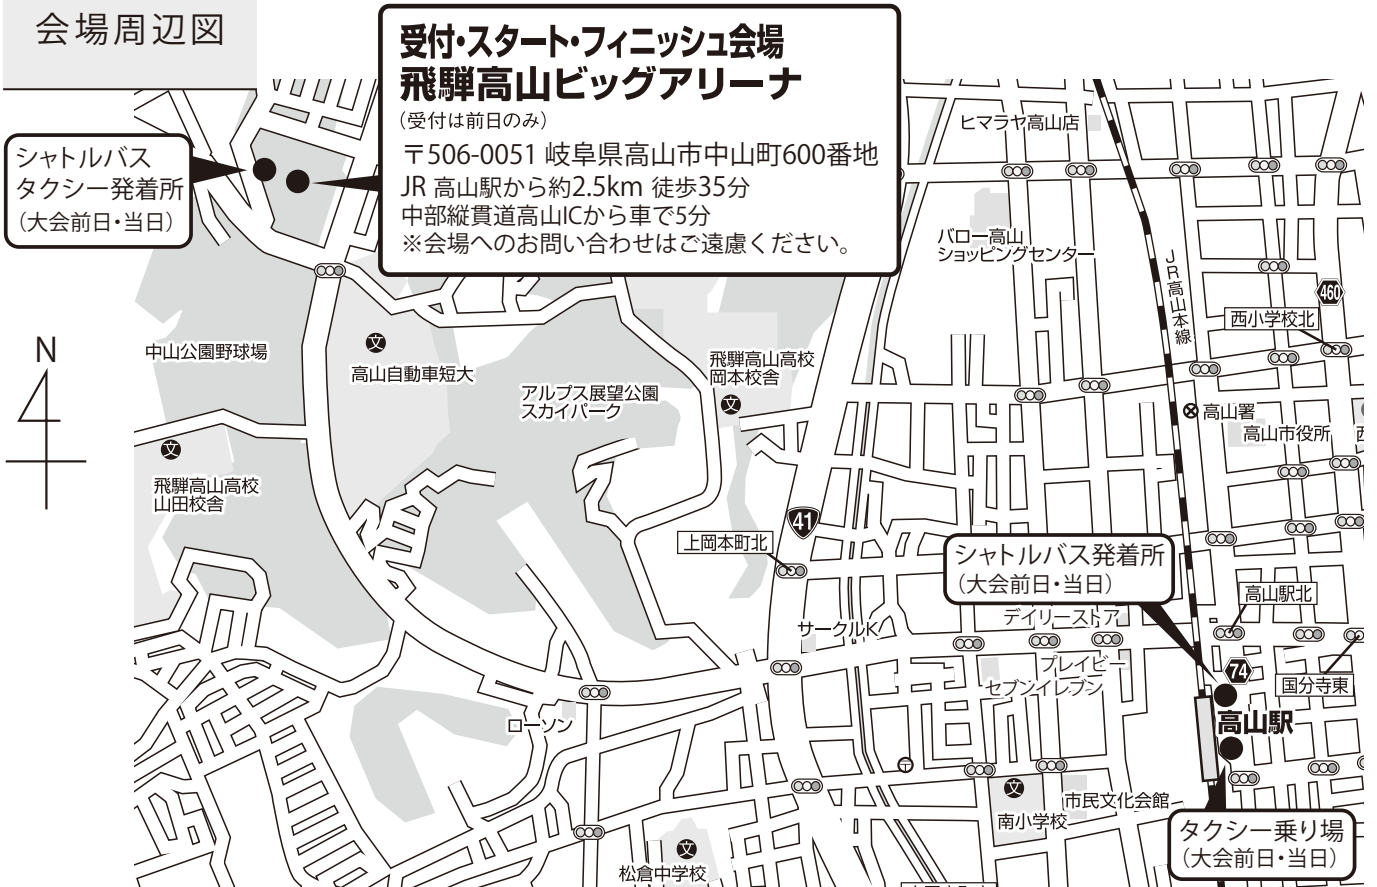 会場周辺図
受付･スタート･フィニッシュ会場
飛騨高山ビッグアリーナ
(受付は前日のみ)
〒506-0051 岐阜県高山市中山町600番地
JR 高山駅から約2.5km 徒歩35分
中部縦貫道高山ICから車で5分
※会場へのお問い合わせはご遠慮ください。
シャトルバス
タクシー発着所
(大会前日･当日)
ヒマラヤ高山店
バロー高山
ショッピングセンター
JR高山本線
460
西小学校北
N
中山公園野球場
文
高山自動車短大
アルプス展望公園
スカイパーク
飛騨高山高校
岡本校舎
文
高山署
高山市役所
文
飛騨高山高校
山田校舎
41
上岡本町北
シャトルバス発着所
(大会前日･当日)
高山駅北
デイリーストア
サークルK
プレイビー
セブンイレブン
74
国分寺東
高山駅
ローソン
〒
文
南小学校
市民文化会館
タクシー乗り場
(大会前日･当日)
文
松倉中学校